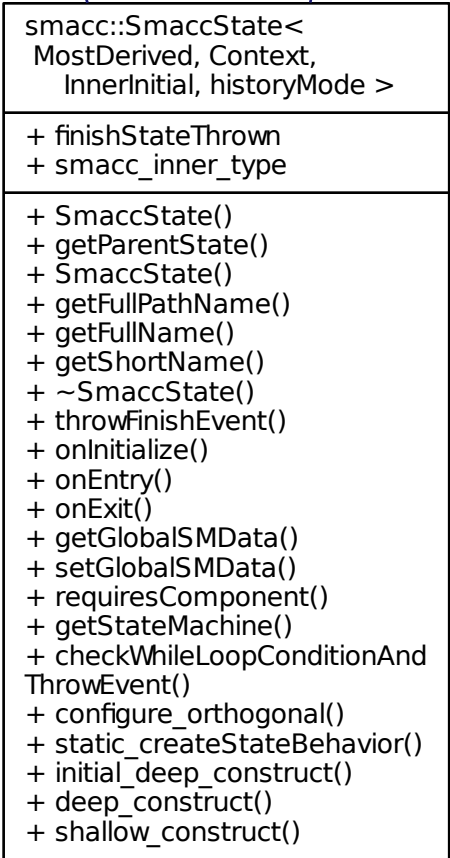 smacc::SmaccState<
MostDerived, Context,
InnerInitial, historyMode >
+ finishStateThrown
+ smacc_inner_type
+ SmaccState()
+ getParentState()
+ SmaccState()
+ getFullPathName()
+ getFullName()
+ getShortName()
+ ~SmaccState()
+ throwFinishEvent()
+ onInitialize()
+ onEntry()
+ onExit()
+ getGlobalSMData()
+ setGlobalSMData()
+ requiresComponent()
+ getStateMachine()
+ checkWhileLoopConditionAnd
ThrowEvent()
+ configure_orthogonal()
+ static_createStateBehavior()
+ initial_deep_construct()
+ deep_construct()
+ shallow_construct()